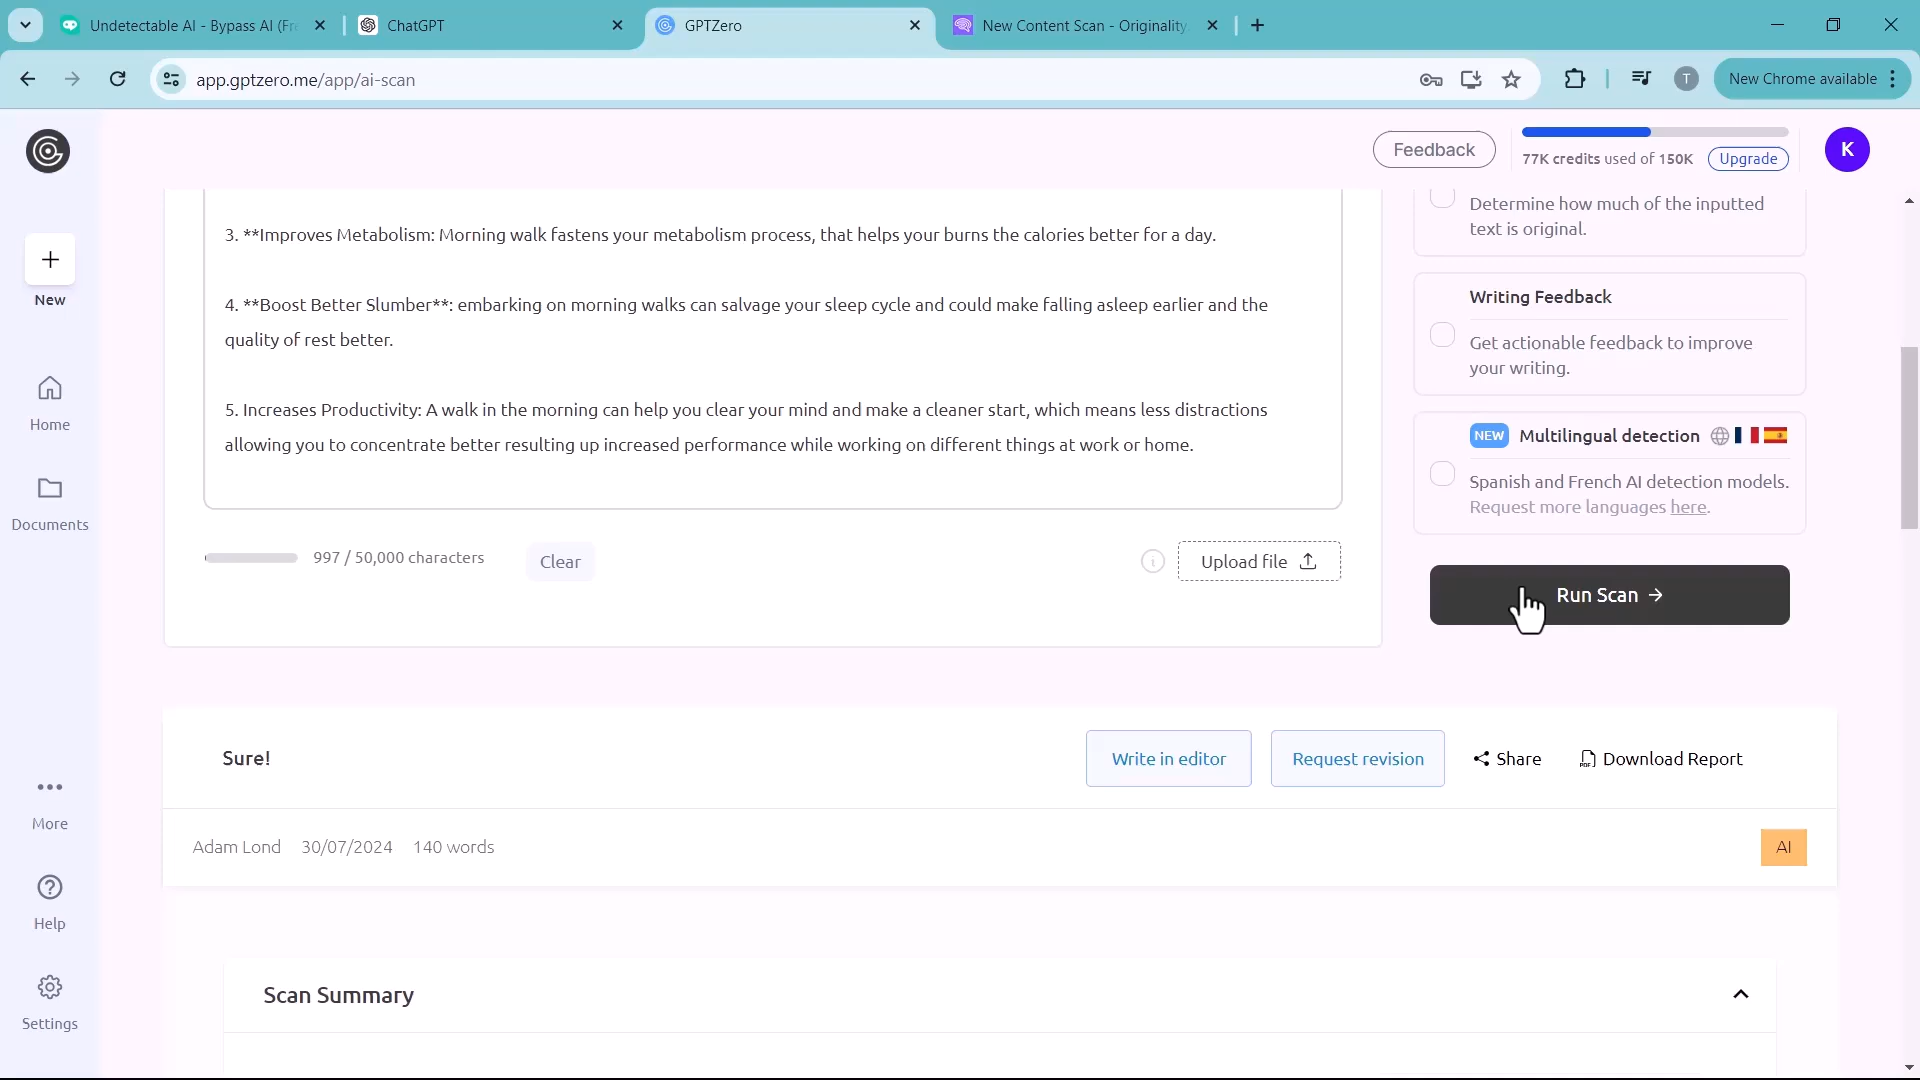 Undetectable AI - Bypass AI (Fr
ChatGPT
GPTZero
New Content Scan - Originality.
app.gptzero.me/app/ai-scan
T
New Chrome available
Feedback
77K credits used of 150K
Upgrade
K
New
Home
Documents
More
Help
Settings
3. **Improves Metabolism: Morning walk fastens your metabolism process, that helps your burns the calories better for a day.
4. **Boost Better Slumber**: embarking on morning walks can salvage your sleep cycle and could make falling asleep earlier and the
quality of rest better.
5. Increases Productivity: A walk in the morning can help you clear your mind and make a cleaner start, which means less distractions
allowing you to concentrate better resulting up increased performance while working on different things at work or home.
997 / 50,000 characters
Clear
Upload file
Determine how much of the inputted
text is original.
Writing Feedback
Get actionable feedback to improve
your writing.
NEW Multilingual detection
Spanish and French AI detection models.
Request more languages here.
Run Scan →
Sure!
Write in editor
Request revision
Share
Download Report
Adam Lond 30/07/2024 140 words
AI
Scan Summary